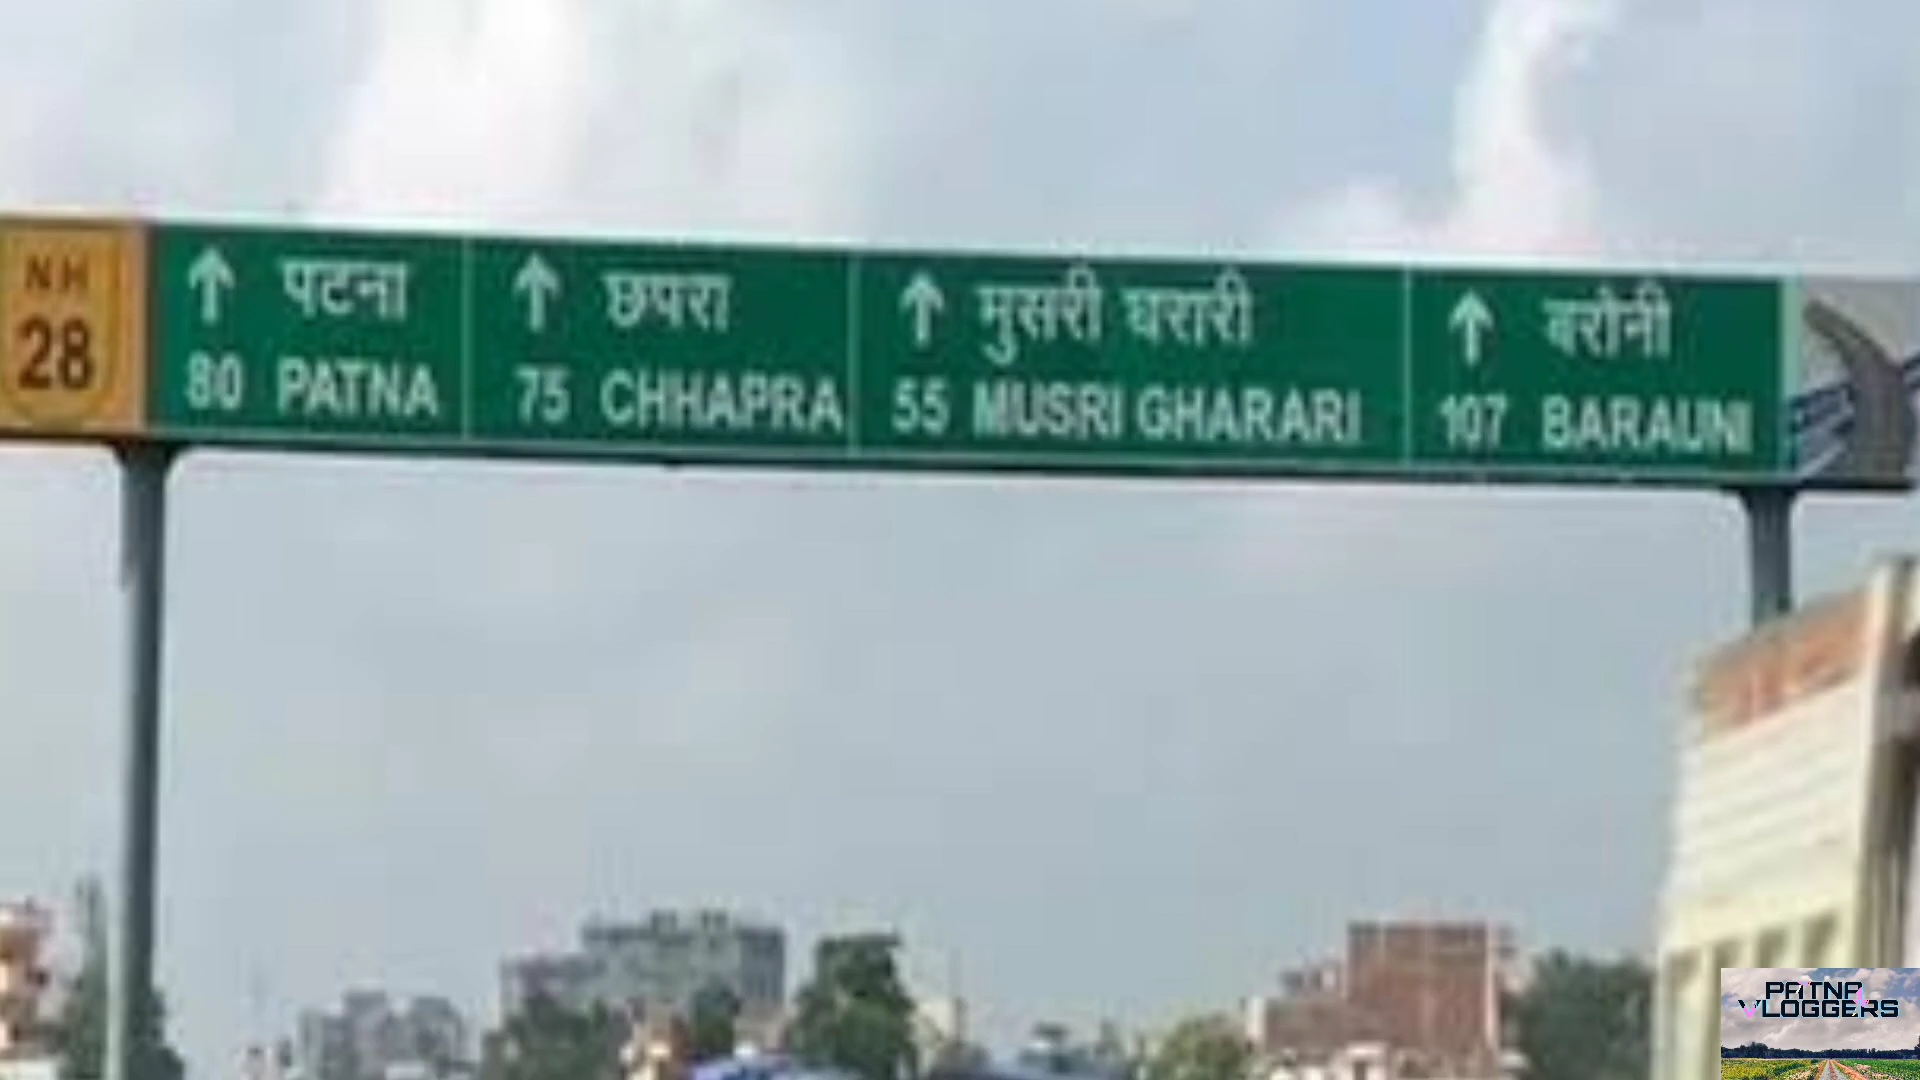 NH
28
पटना
80 PATNA
छपरा
75 CHHAPRA
मुसरी घरारी
55 MUSRI GHARARI
बरोनी
107 BARAUNI
PATNA
VLOGGERS